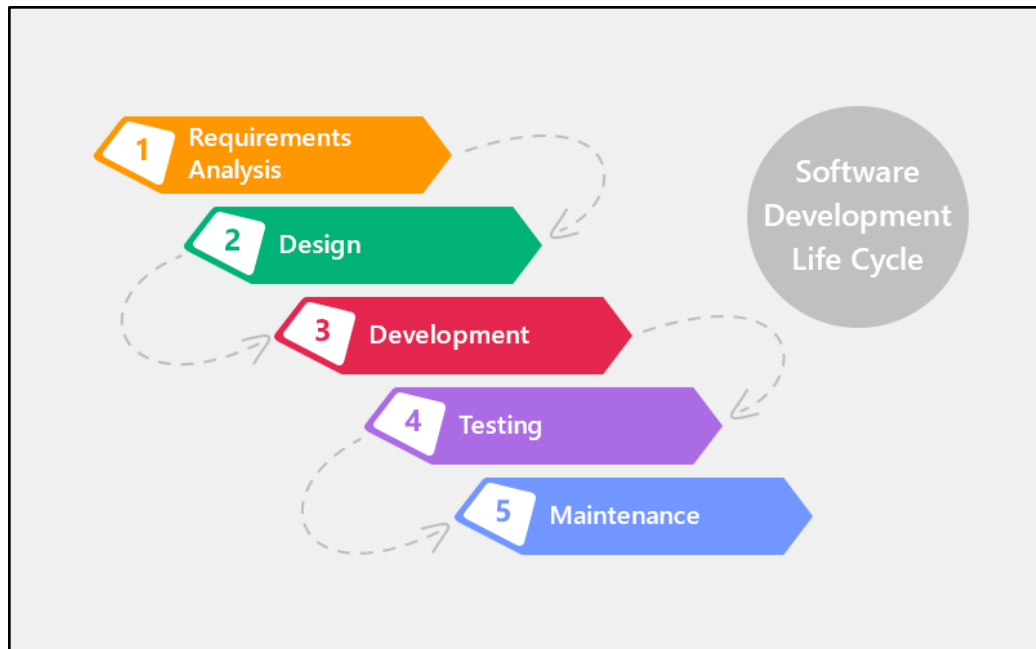 1
Requirements
Analysis
2
Design
3
Development
4
Testing
5
Maintenance
Software
Development
Life Cycle